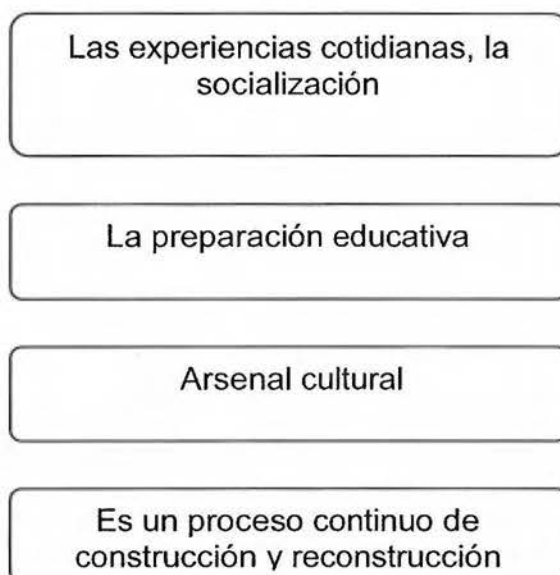 Las experiencias cotidianas, la
socialización
La preparación educativa
Arsenal cultural
Es un proceso continuo de
construcción y reconstrucción